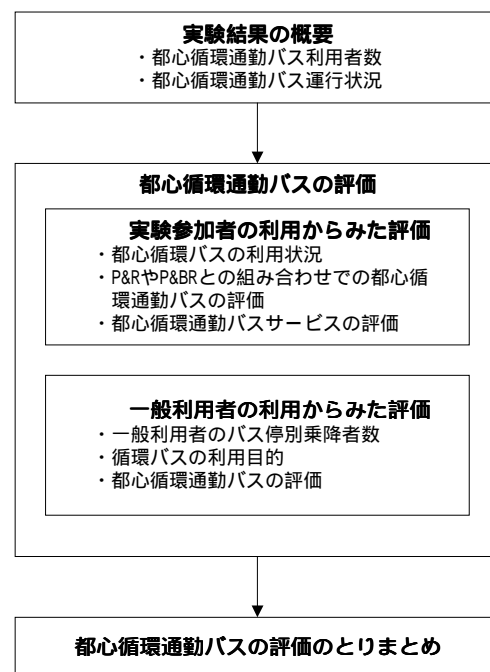 実験結果の概要
・都心循環通勤バス利用者数
・都心循環通勤バス運行状況
都心循環通勤バスの評価
実験参加者の利用からみた評価
・都心循環バスの利用状況
・P&RやP&BRとの組み合わせでの都心循
環通勤バスの評価
・都心循環通勤バスサービスの評価
一般利用者の利用からみた評価
・一般利用者のバス停別乗降者数
・循環バスの利用目的
・都心循環通勤バスの評価
都心循環通勤バスの評価のとりまとめ